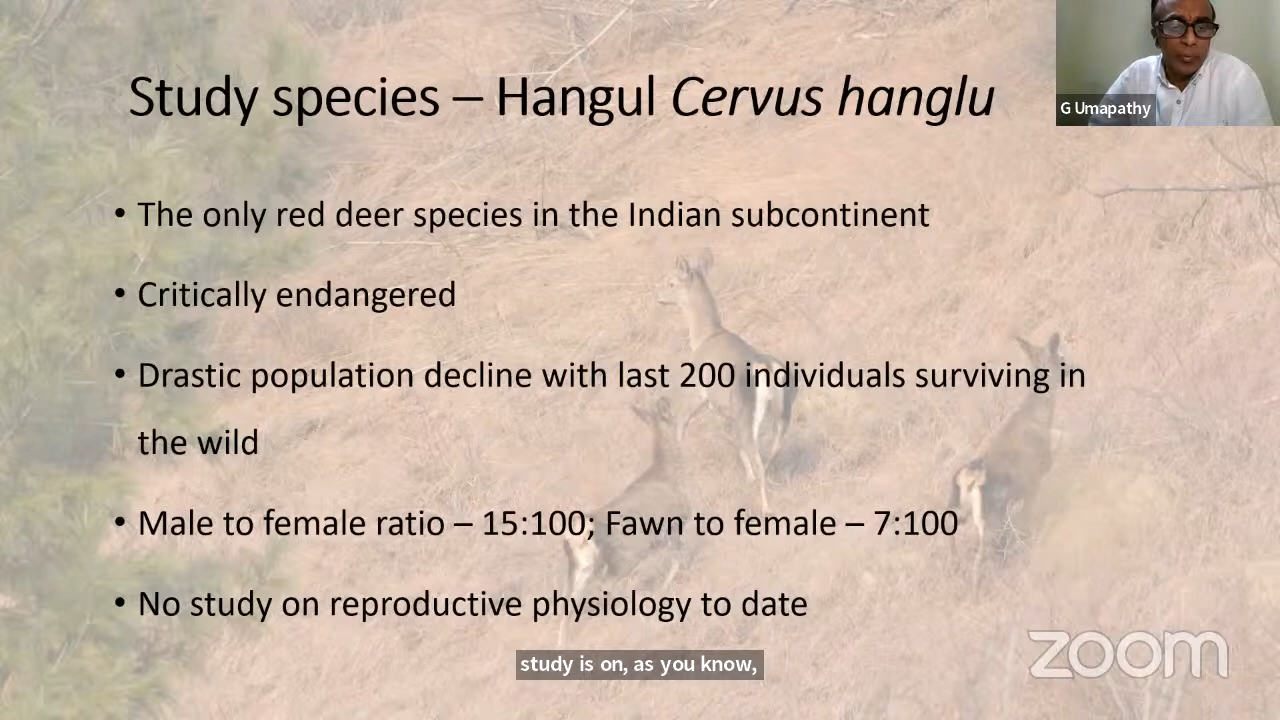 Study species – Hangul Cervus hanglu
G Umapathy
• The only red deer species in the Indian subcontinent
• Critically endangered
• Drastic population decline with last 200 individuals surviving in
the wild
• Male to female ratio – 15:100; Fawn to female – 7:100
• No study on reproductive physiology to date
study is on, as you know,
zoom